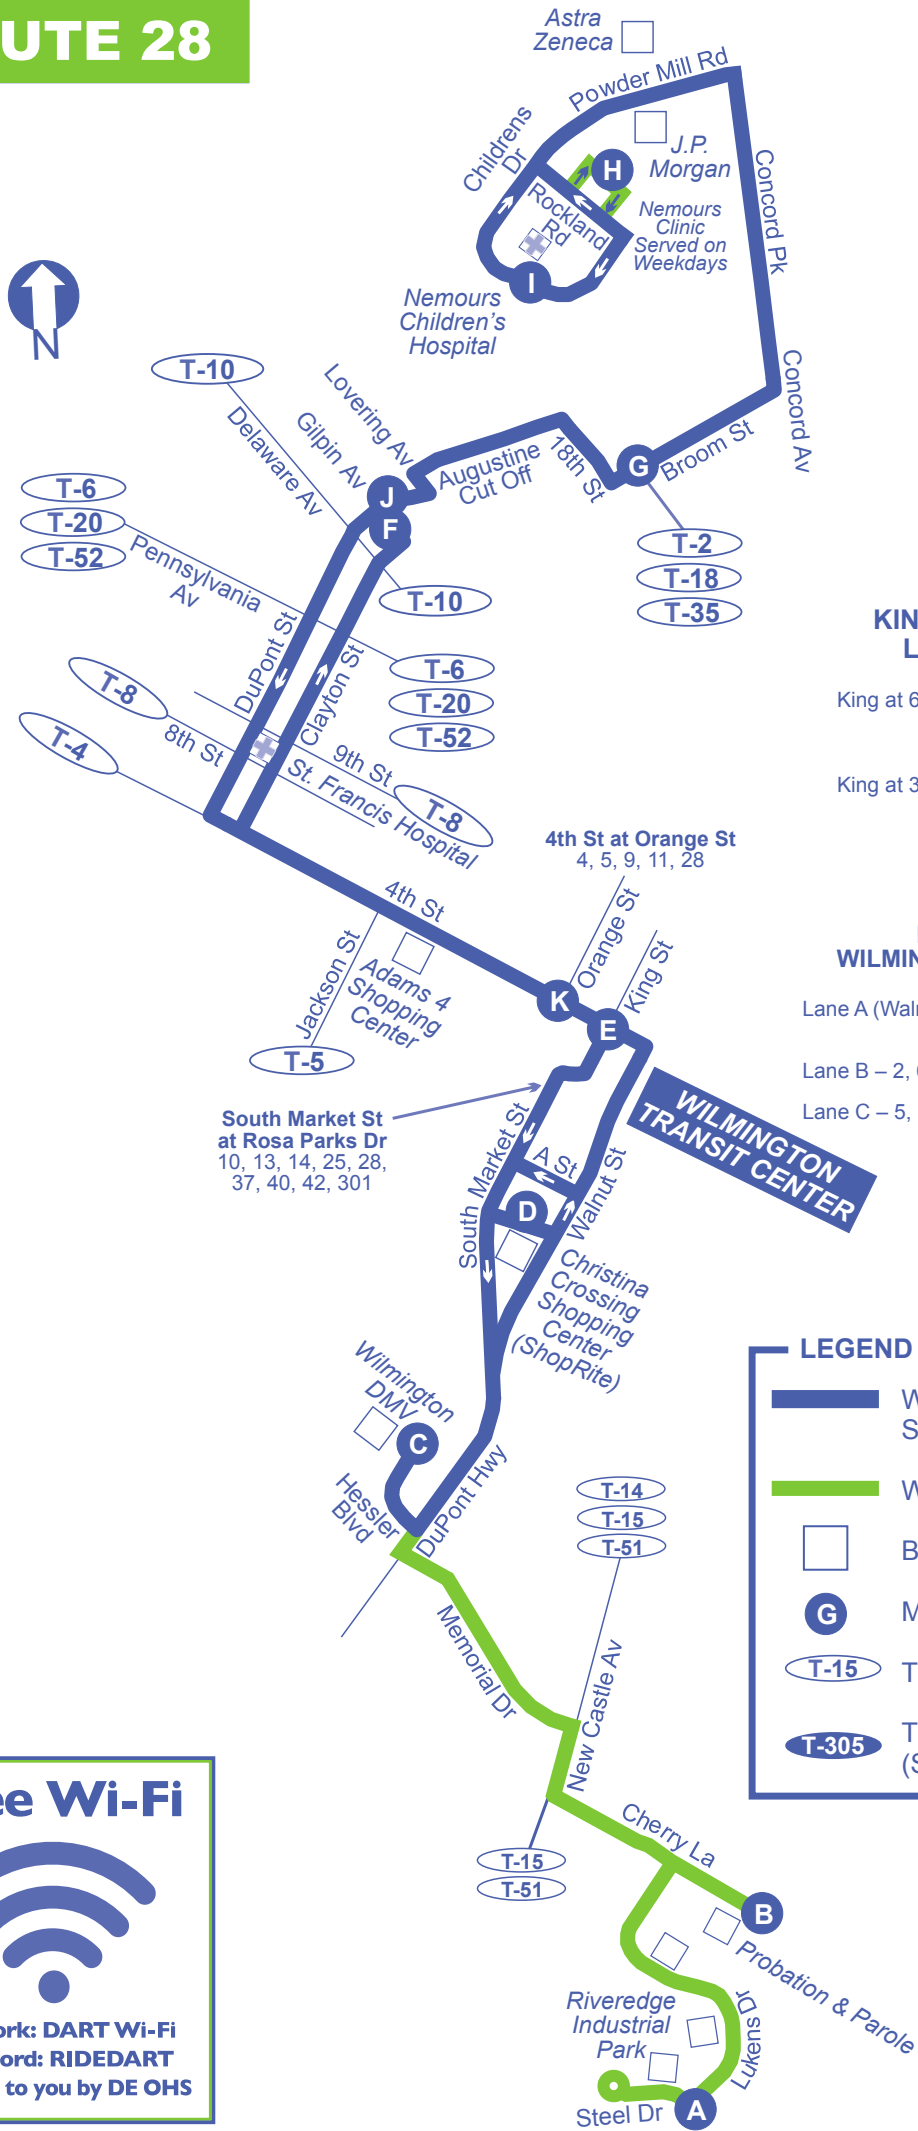 UTE 28
Astra
Zeneca
Powder Mill Rd
Childrens
Dr
J.P.
Morgan
H
Rockland
Rd
Nemours
Clinic
Served on
Weekdays
Concord Pk
I
Nemours
Children's
Hospital
N
T-10
Delaware Av
Gilpin Av
Lovering Av
J
F
Augustine
Cut Off
18th St
G
Broom St
Concord Av
T-6
T-20
T-52
Pennsylvania
Av
T-2
T-18
T-35
T-10
T-6
T-20
T-52
DuPont St
Clayton St
T-8
T-4
8th St
9th St
St. Francis Hospital
T-8
KIN
L
King at 6
King at 3
4th St at Orange St
4, 5, 9, 11, 28
4th St
Orange St
King St
Jackson St
Adams 4
Shopping
Center
T-5
K
E
WILMIN
Lane A (Waln
Lane B – 2,
Lane C – 5,
WILMINGTON
TRANSIT CENTER
South Market St
at Rosa Parks Dr
10, 13, 14, 25, 28,
37, 40, 42, 301
South Market St
A St
Walnut St
D
Christina
Crossing
Shopping
Center
(ShopRite)
Wilmington
DMV
C
Hessler
Blvd
DuPont Hwy
LEGEND
W
S
W
B
G
M
T-15
T
T-305
T
(S
T-14
T-15
T-51
Memorial Dr
New Castle Av
T-15
T-51
Cherry La
B
Probation & Parole
Riveredge
Industrial
Park
Lukens Dr
Steel Dr
A
ee Wi-Fi
ork: DART Wi-Fi
ord: RIDEDART
to you by DE OHS